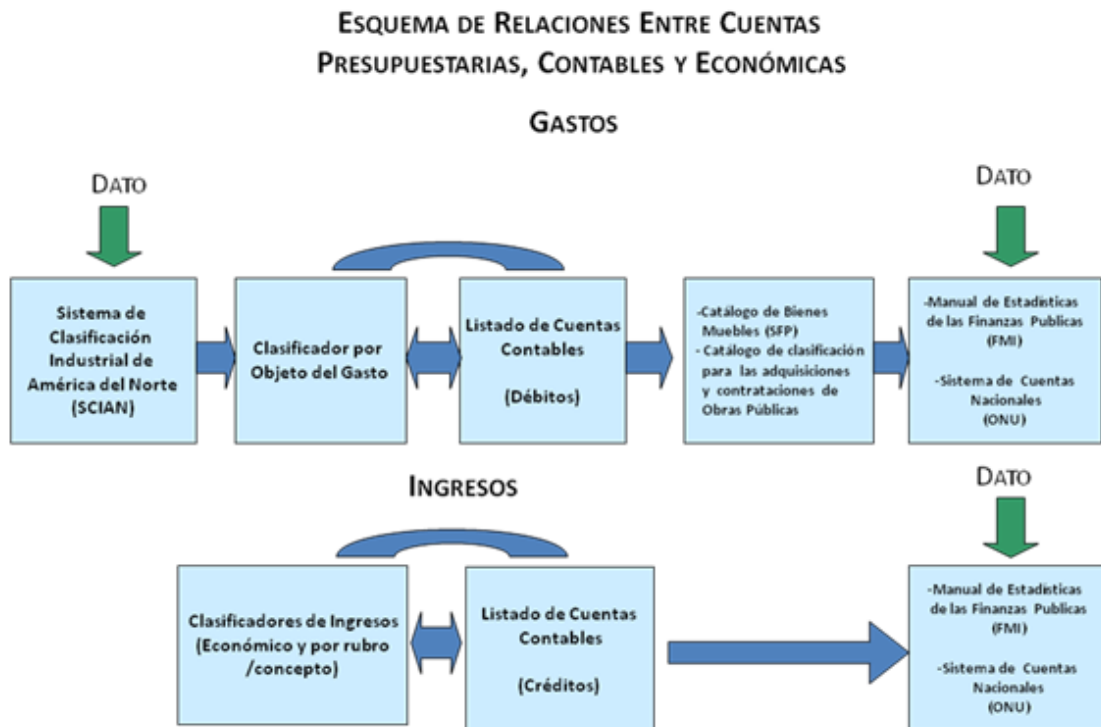 ESQUEMA DE RELACIONES ENTRE CUENTAS
PRESUPUESTARIAS, CONTABLES Y ECONÓMICAS
GASTOS
DATO
DATO
Sistema de
Clasificación
Industrial de
América del Norte
(SCIAN)
Clasificador por
Objeto del Gasto
Listado de Cuentas
Contables
(Débitos)
-Catálogo de Bienes
Muebles (SFP)
- Catálogo de clasificación
para las adquisiciones
y contrataciones de
Obras Públicas
-Manual de Estadísticas
de las Finanzas Publicas
(FMI)
-Sistema de Cuentas
Nacionales
(ONU)
INGRESOS
DATO
Clasificadores de Ingresos
(Económico y por rubro
/concepto)
Listado de Cuentas
Contables
(Créditos)
-Manual de Estadísticas
de las Finanzas Publicas
(FMI)
-Sistema de Cuentas
Nacionales
(ONU)